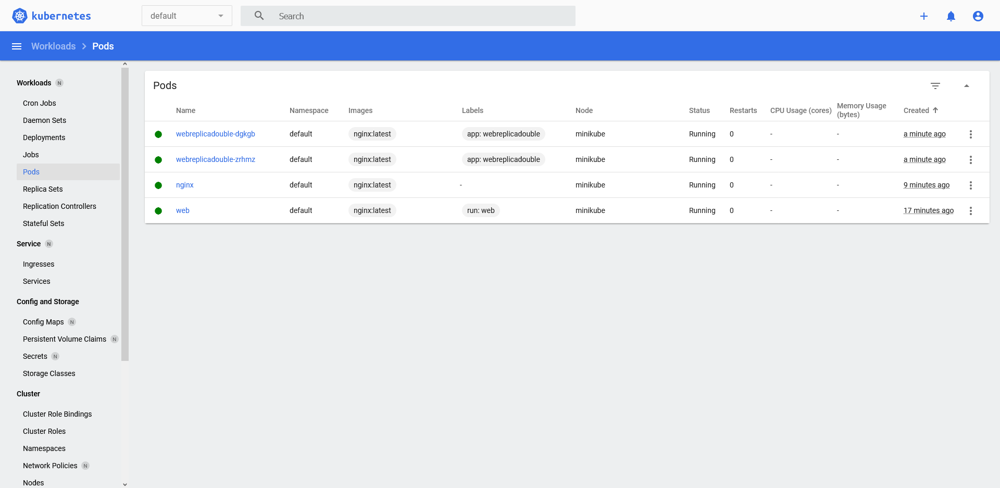 kubernetes
default
Search
Workloads > Pods
Workloads N
Cron Jobs
Daemon Sets
Deployments
Jobs
Pods
Replica Sets
Replication Controllers
Stateful Sets
Service N
Ingresses
Services
Config and Storage
Config Maps N
Persistent Volume Claims N
Secrets N
Storage Classes
Cluster
Cluster Role Bindings
Cluster Roles
Namespaces
Network Policies N
Nodes
Pods
Name Namespace Images Labels Node Status Restarts CPU Usage (cores) Memory Usage (bytes) Created
webreplicadouble-dgkgb default nginx:latest app: webreplicadouble minikube Running 0 - - a minute ago
webreplicadouble-zrhmz default nginx:latest app: webreplicadouble minikube Running 0 - - a minute ago
nginx default nginx:latest - minikube Running 0 - - 9 minutes ago
web default nginx:latest run: web minikube Running 0 - - 17 minutes ago